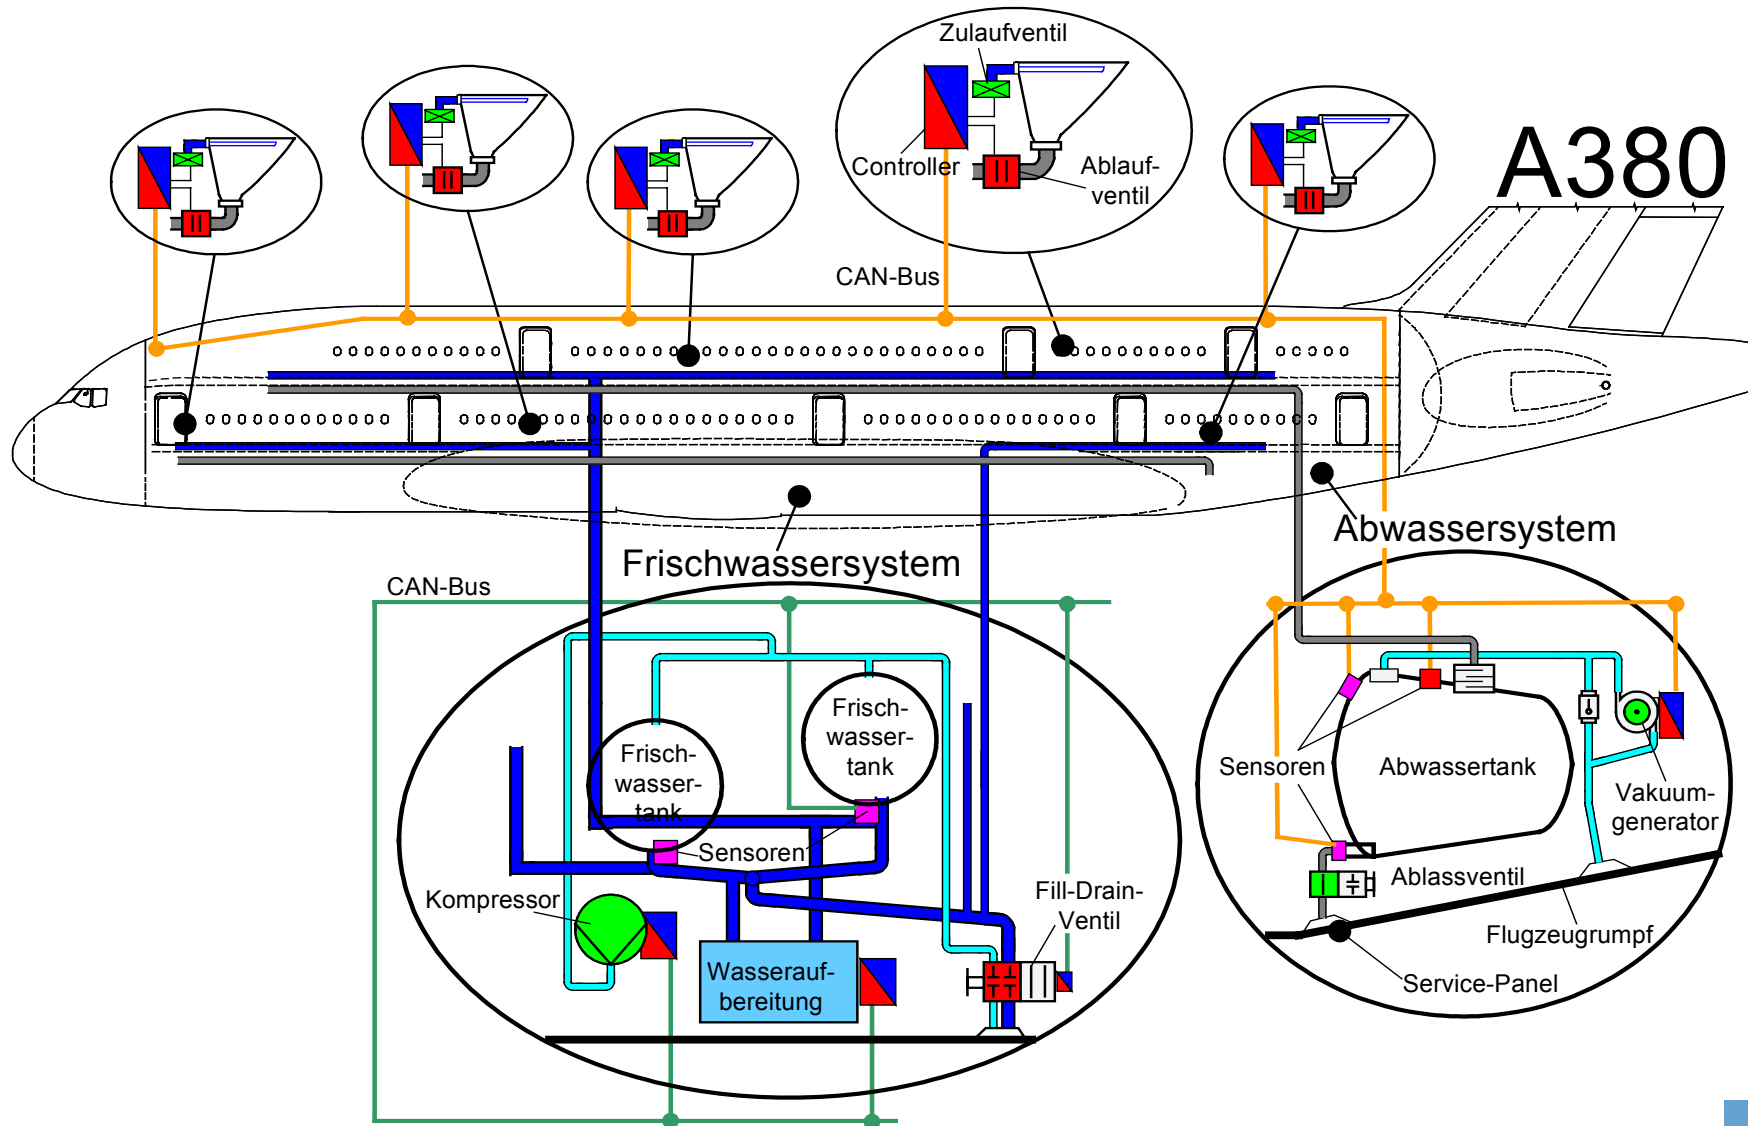 Zulaufventil
A380
Controller
Ablauf-
ventil
CAN-Bus
Frischwassersystem
Abwassersystem
CAN-Bus
Frisch-
wasser-
tank
Frisch-
wasser-
tank
Sensoren
Kompressor
Wasserauf-
bereitung
Fill-Drain-
Ventil
Sensoren
Abwassertank
Vakuum-
generator
Ablassventil
Flugzeugrumpf
Service-Panel